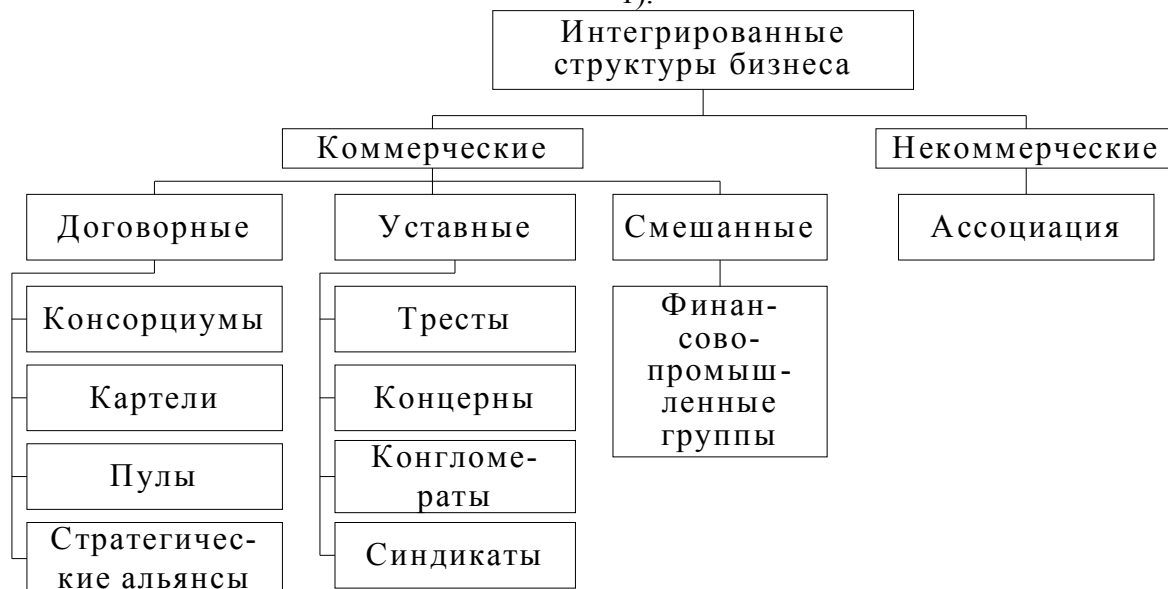 1).
Интегрированные
структуры бизнеса
Коммерческие
Некоммерческие
Договорные
Уставные
Смешанные
Ассоциация
Консорциумы
Картели
Пулы
Стратегичес-
кие альянсы
Тресты
Концерны
Конгломе-
раты
Синдикаты
Финан-
сово-
промыш-
ленные
группы